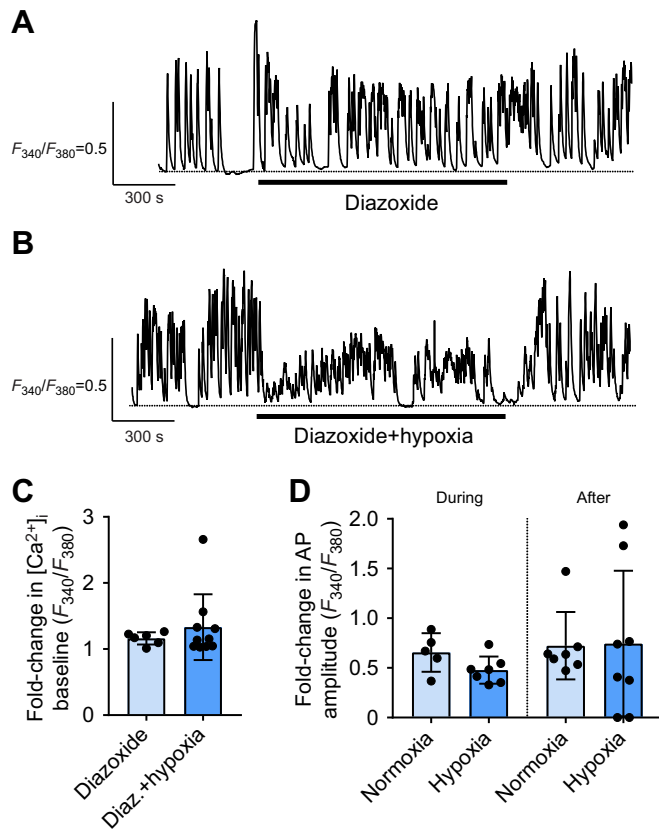 A
F340/F380=0.5
300 s
Diazoxide
B
F340/F380=0.5
300 s
Diazoxide+hypoxia
C
Fold-change in [Ca2+]i
baseline (F340/F380)
3
2
1
0
Diazoxide
Diaz.+hypoxia
D
During
After
Fold-change in AP
amplitude (F340/F380)
2.0
1.5
1.0
0.5
0
Normoxia
Hypoxia
Normoxia
Hypoxia